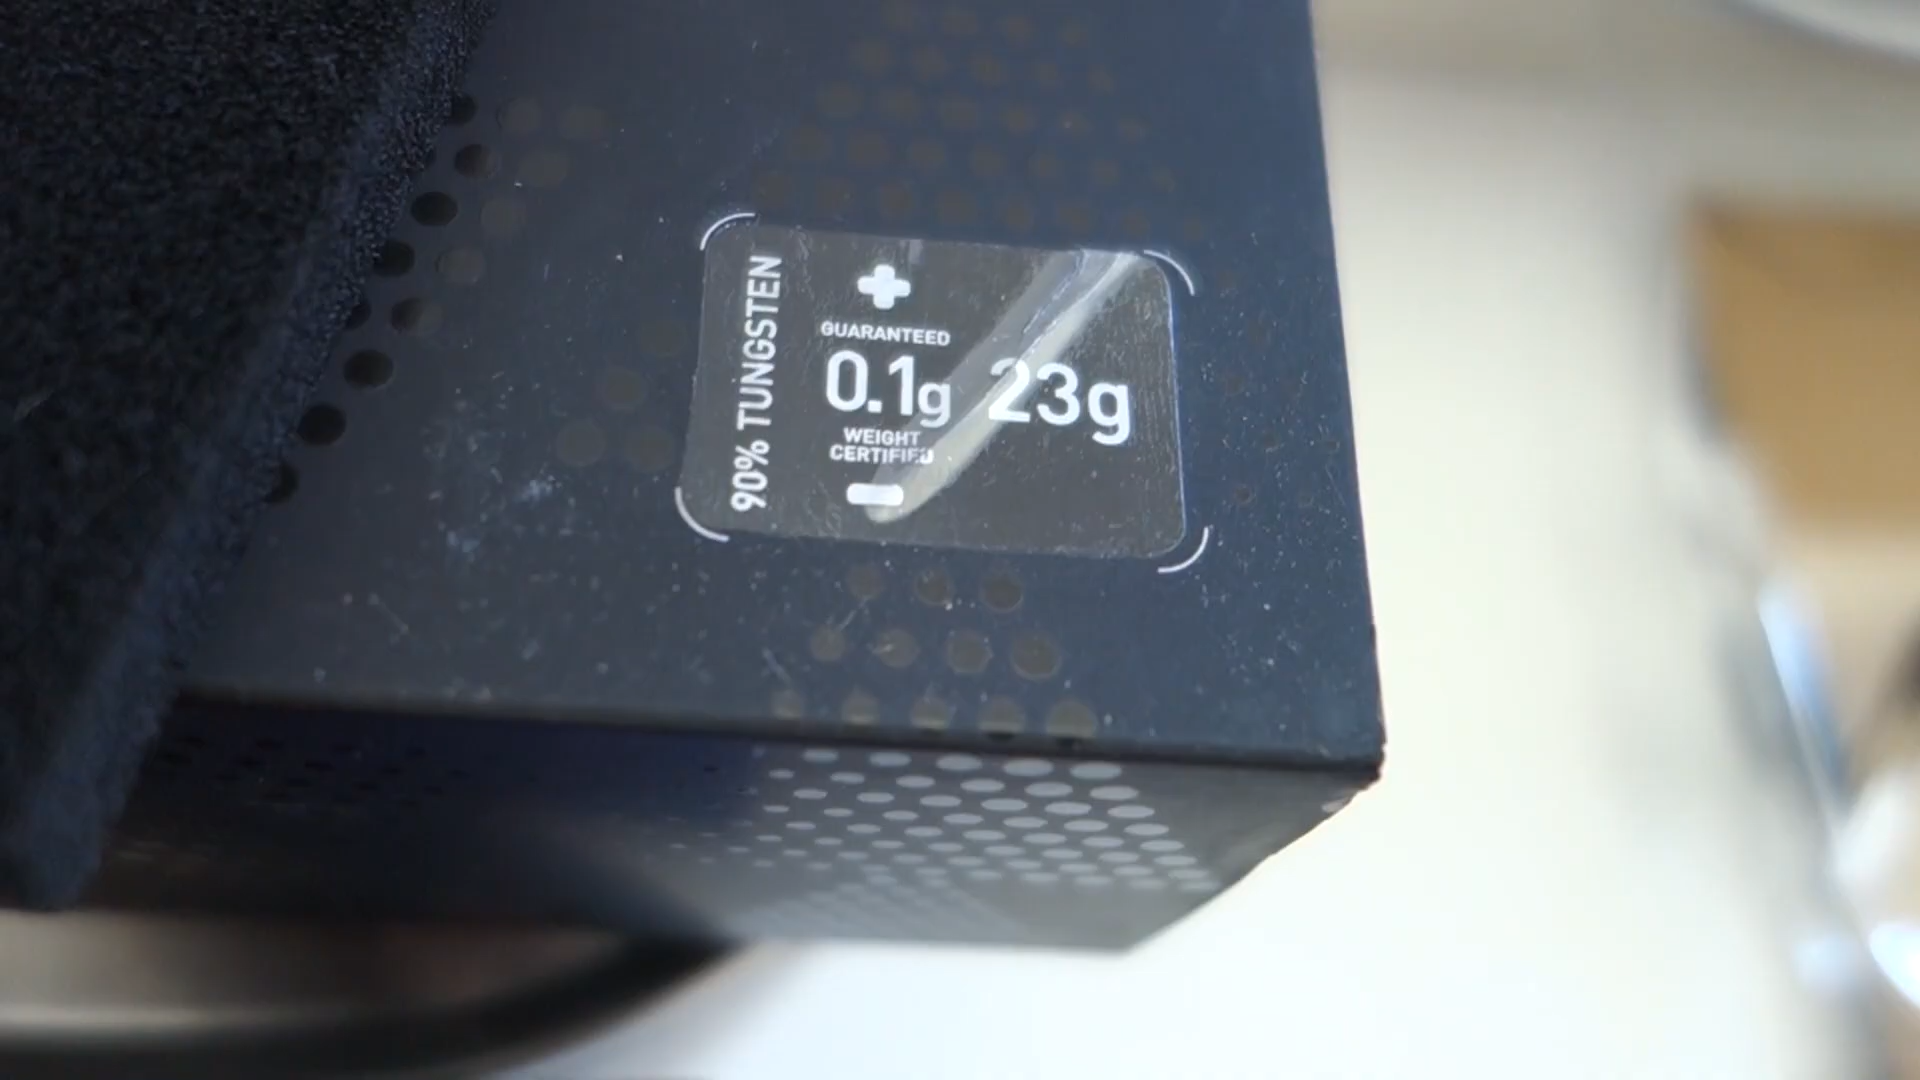 90% TUNGSTEN
GUARANTEED
0.1g
WEIGHT
CERTIFIED
23g